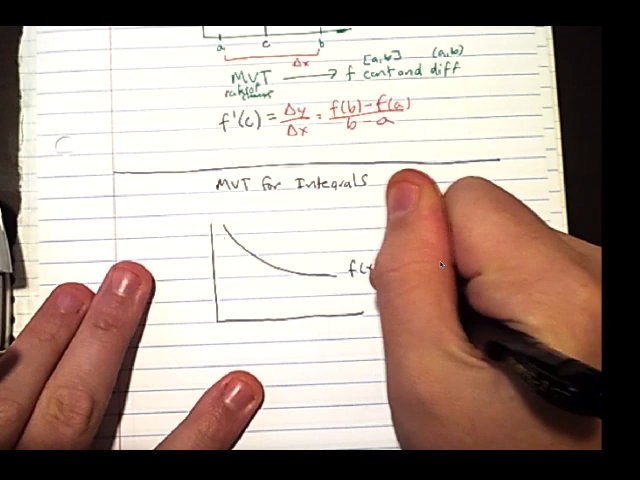 a c b
Δx
[a,b] (a,b)
MVT → f cont and diff
f'(c) = Δy/Δx = f(b)-f(a)/b-a
MVT for Integrals
f(x